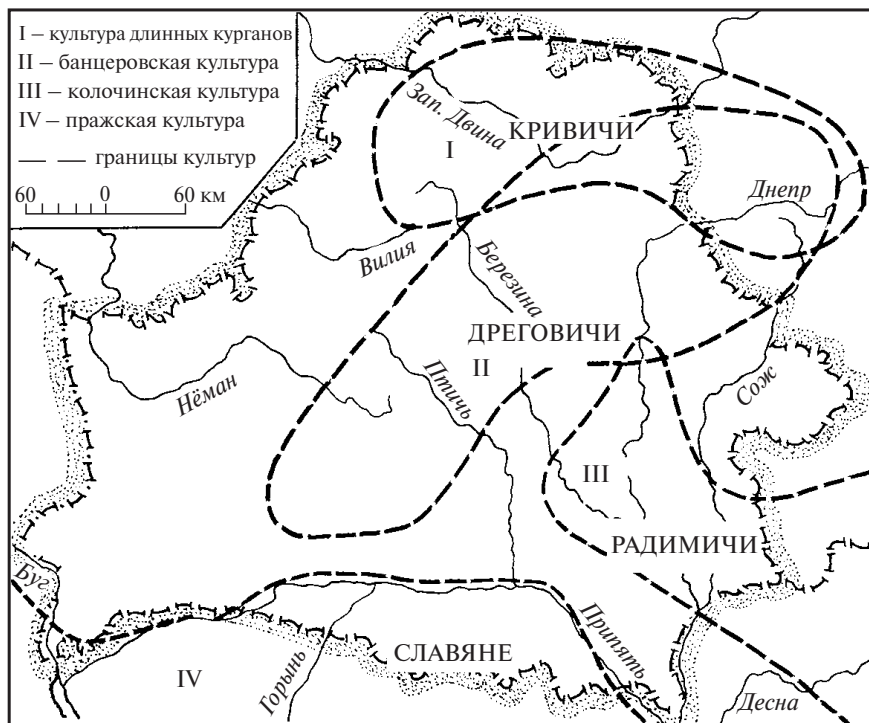 I – культура длинных курганов
II – банцеровская культура
III – колочинская культура
IV – пражская культура
— — границы культур
60 0 60 км
Зап. Двина
КРИВИЧИ
I
Днепр
Вилия
Березина
ДРЕГОВИЧИ
II
Птичь
Нёман
Сож
III
РАДИМИЧИ
Буг
СЛАВЯНЕ
Припять
IV
Горынь
Десна